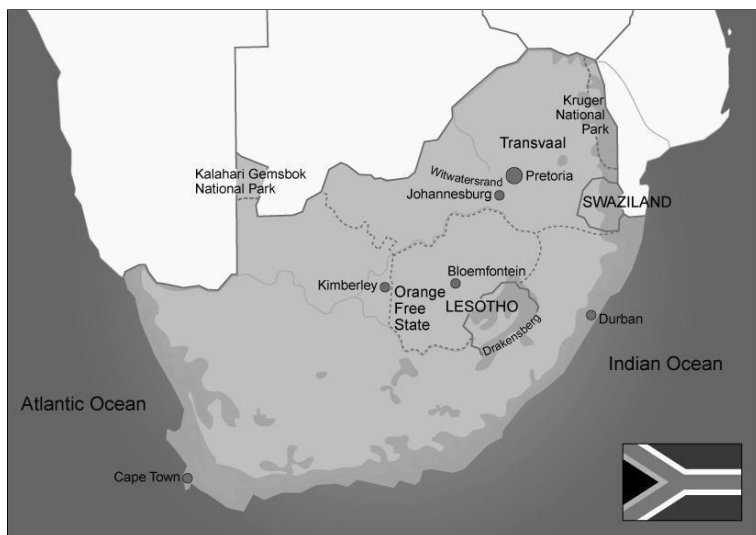 Kruger
National
Park
Transvaal
Kalahari Gemsbok
National Park
Witwatersrand
Pretoria
Johannesburg
SWAZILAND
Bloemfontein
Kimberley
Orange
Free
State
LESOTHO
Drakensberg
Durban
Indian Ocean
Atlantic Ocean
Cape Town